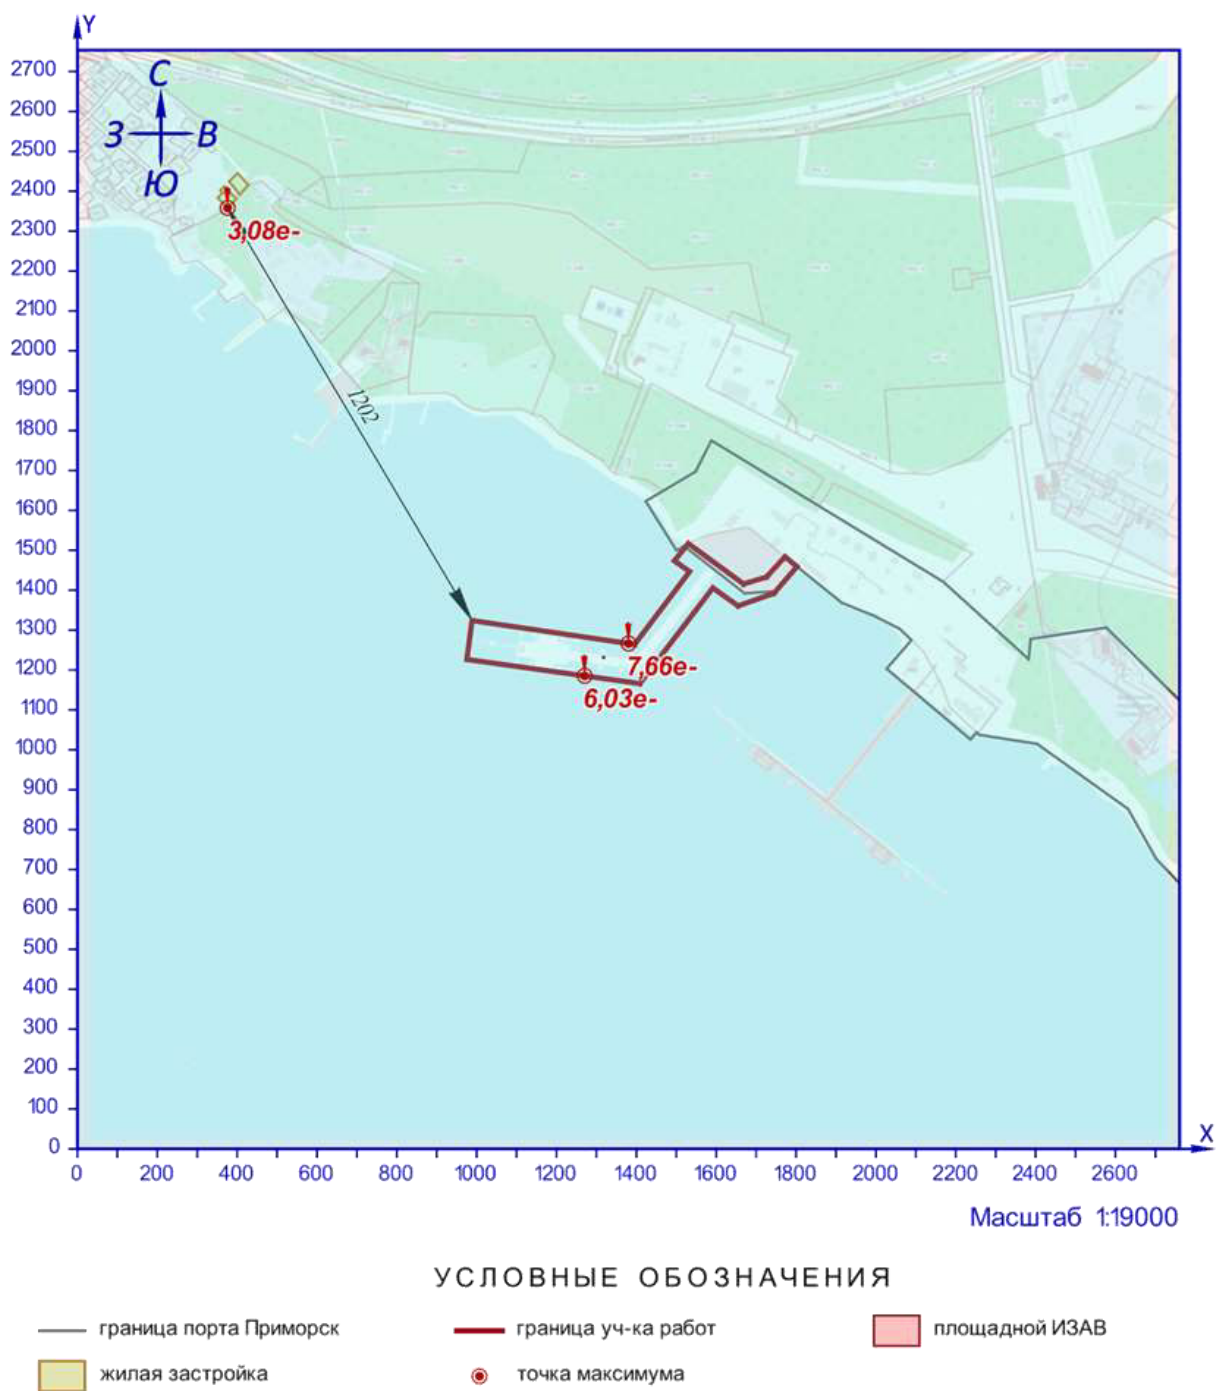 Y
2700
С
2600
З В
2500
Ю
2400
2300
3,08е-
2200
2100
2000
1900
1202
1800
1700
1600
1500
1400
1300
7,66е-
1200
6,03е-
1100
1000
900
800
700
600
500
400
300
200
100
0
X
0 200 400 600 800 1000 1200 1400 1600 1800 2000 2200 2400 2600
Масштаб 1:19000
УСЛОВНЫЕ ОБОЗНАЧЕНИЯ
граница порта Приморск граница уч-ка работ площадной ИЗАВ
жилая застройка точка максимума